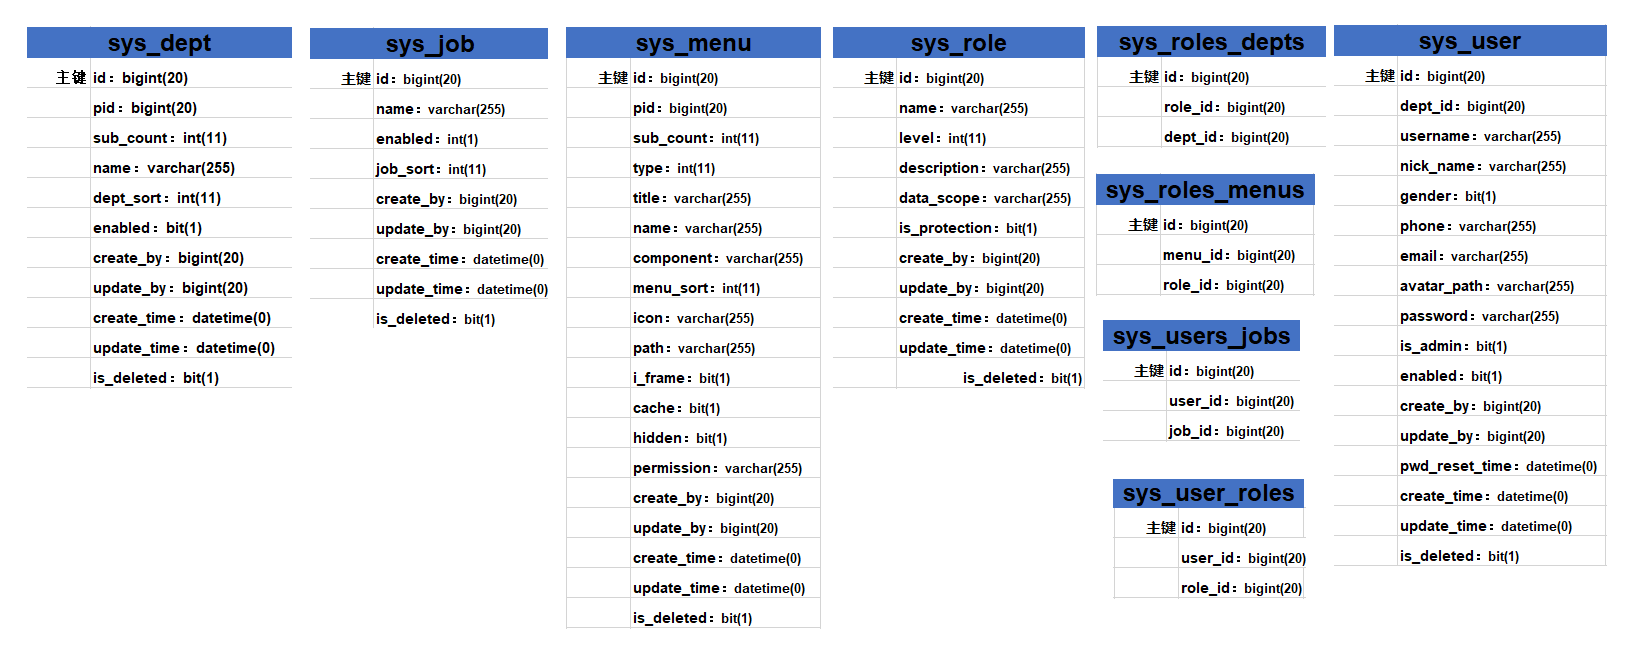 sys_dept
主键 id：bigint(20)
pid：bigint(20)
sub_count：int(11)
name：varchar(255)
dept_sort：int(11)
enabled：bit(1)
create_by：bigint(20)
update_by：bigint(20)
create_time：datetime(0)
update_time：datetime(0)
is_deleted：bit(1)
sys_job
主键 id：bigint(20)
name：varchar(255)
enabled：int(1)
job_sort：int(11)
create_by：bigint(20)
update_by：bigint(20)
create_time：datetime(0)
update_time：datetime(0)
is_deleted：bit(1)
sys_menu
主键 id：bigint(20)
pid：bigint(20)
sub_count：int(11)
type：int(11)
title：varchar(255)
name：varchar(255)
component：varchar(255)
menu_sort：int(11)
icon：varchar(255)
path：varchar(255)
i_frame：bit(1)
cache：bit(1)
hidden：bit(1)
permission：varchar(255)
create_by：bigint(20)
update_by：bigint(20)
create_time：datetime(0)
update_time：datetime(0)
is_deleted：bit(1)
sys_role
主键 id：bigint(20)
name：varchar(255)
level：int(11)
description：varchar(255)
data_scope：varchar(255)
is_protection：bit(1)
create_by：bigint(20)
update_by：bigint(20)
create_time：datetime(0)
update_time：datetime(0)
is_deleted：bit(1)
sys_roles_depts
主键 id：bigint(20)
role_id：bigint(20)
dept_id：bigint(20)
sys_roles_menus
主键 id：bigint(20)
menu_id：bigint(20)
role_id：bigint(20)
sys_users_jobs
主键 id：bigint(20)
user_id：bigint(20)
job_id：bigint(20)
sys_user_roles
主键 id：bigint(20)
user_id：bigint(20)
role_id：bigint(20)
sys_user
主键 id：bigint(20)
dept_id：bigint(20)
username：varchar(255)
nick_name：varchar(255)
gender：bit(1)
phone：varchar(255)
email：varchar(255)
avatar_path：varchar(255)
password：varchar(255)
is_admin：bit(1)
enabled：bit(1)
create_by：bigint(20)
update_by：bigint(20)
pwd_reset_time：datetime(0)
create_time：datetime(0)
update_time：datetime(0)
is_deleted：bit(1)